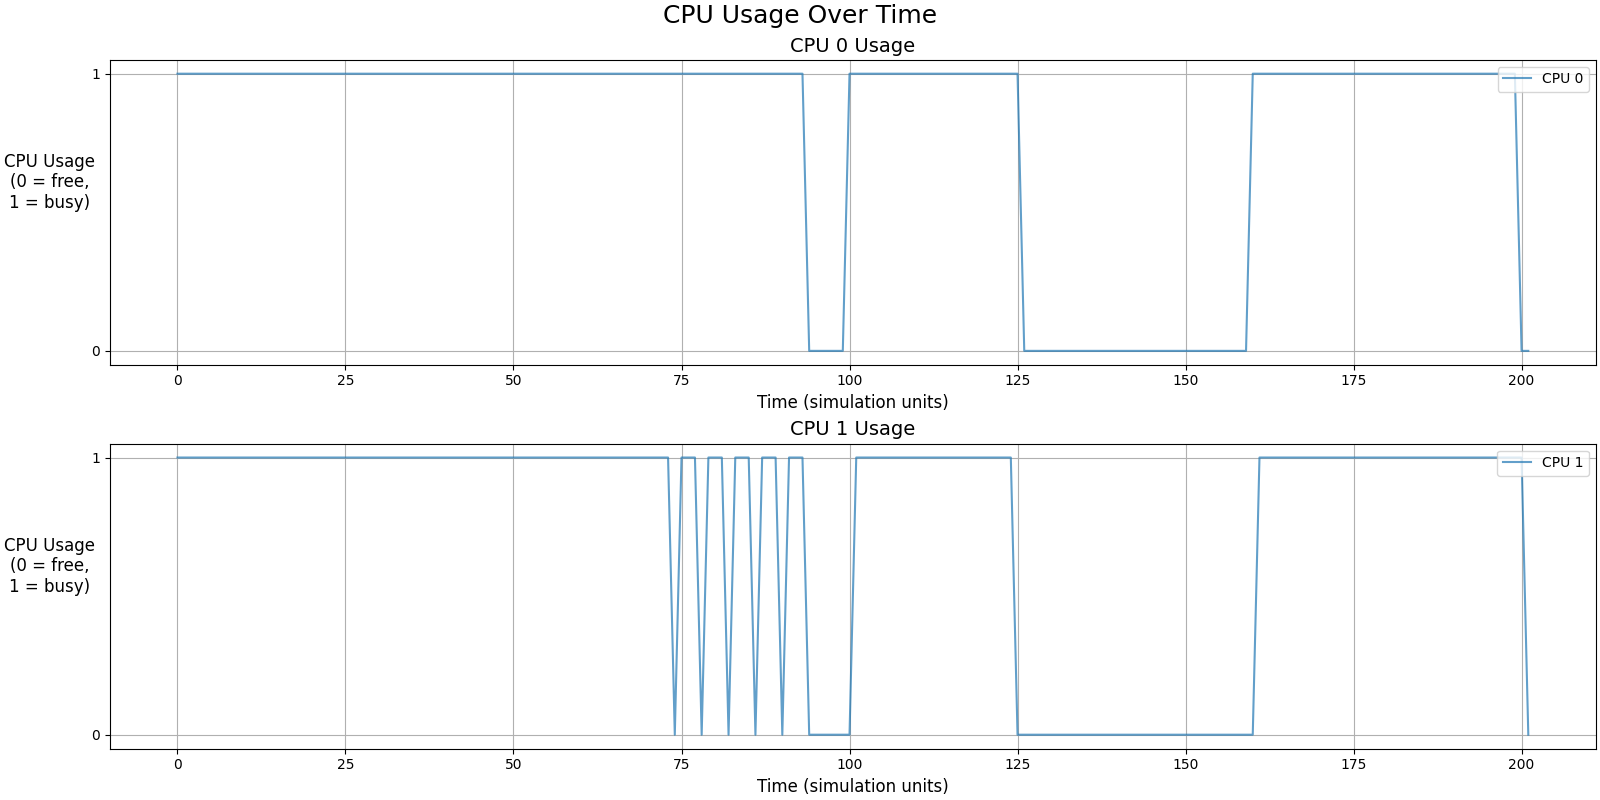 CPU Usage Over Time
CPU 0 Usage
CPU 0
1
CPU Usage
(0 = free,
1 = busy)
0
0 25 50 75 100 125 150 175 200
Time (simulation units)
CPU 1 Usage
CPU 1
1
CPU Usage
(0 = free,
1 = busy)
0
0 25 50 75 100 125 150 175 200
Time (simulation units)